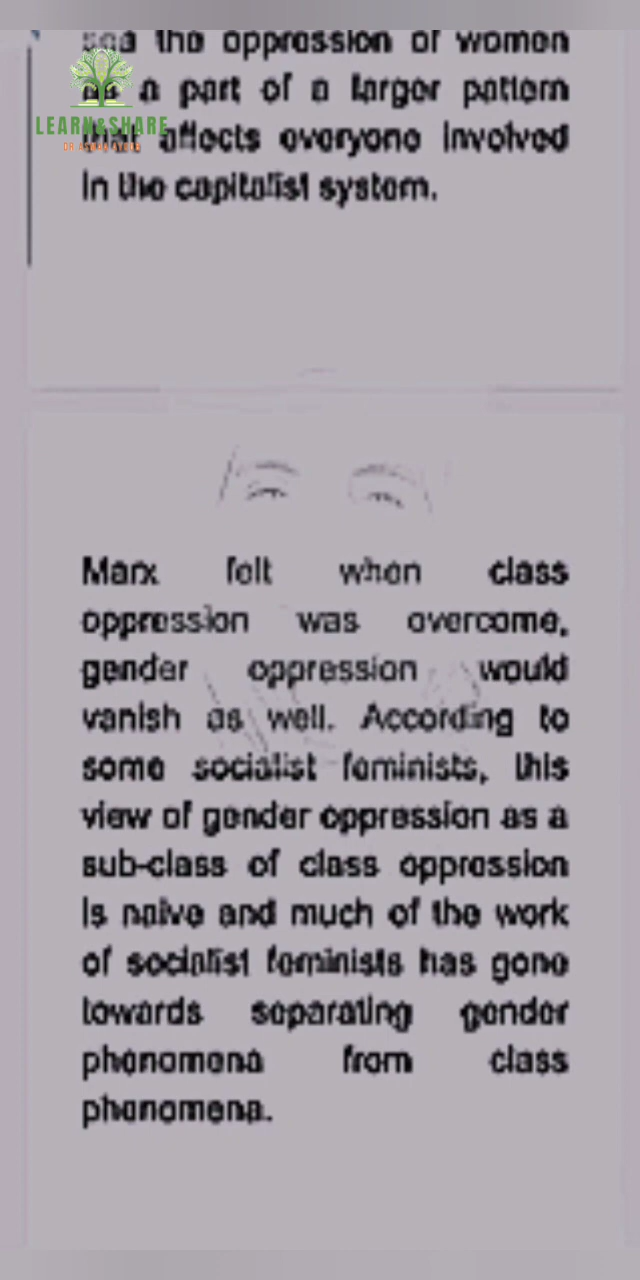 see the oppression of women
as a part of a larger pattern
LEARN&SHARE
that affects everyone involved
in the capitalist system.
Marx felt when class
oppression was overcome,
gender oppression would
vanish as well. According to
some socialist feminists, this
view of gender oppression as a
sub-class of class oppression
is naive and much of the work
of socialist feminists has gone
towards separating gender
phenomena from class
phenomena.